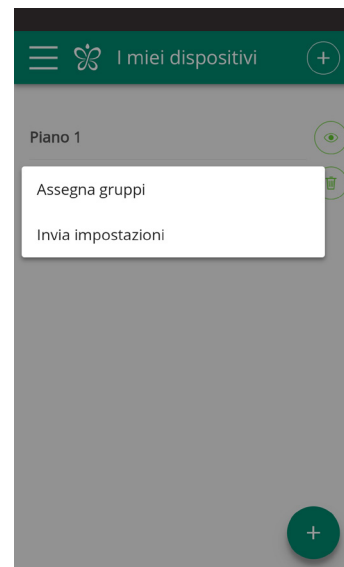 I miei dispositivi
Piano 1
Assegna gruppi
Invia impostazioni